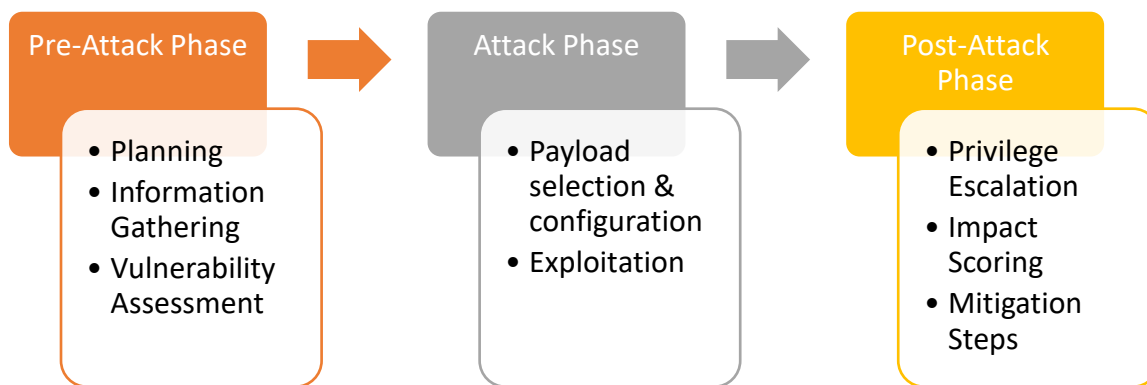 Pre-Attack Phase
• Planning
• Information
Gathering
• Vulnerability
Assessment
Attack Phase
• Payload
selection &
configuration
• Exploitation
Post-Attack
Phase
• Privilege
Escalation
• Impact
Scoring
• Mitigation
Steps